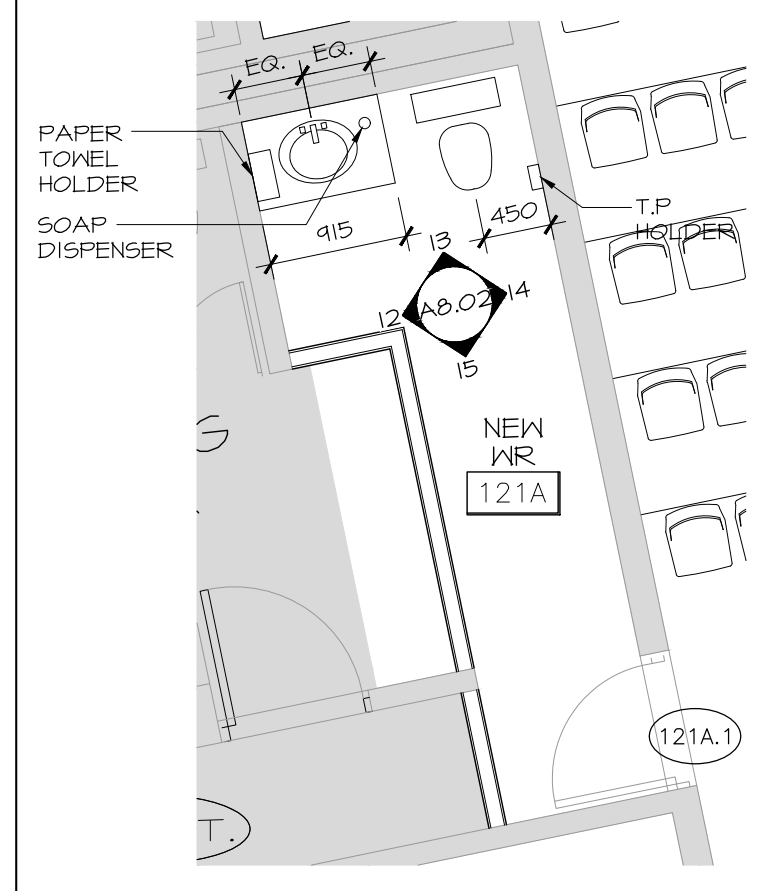 EQ.
EQ.
PAPER
TOWEL
HOLDER
SOAP
DISPENSER
915
450
T.P
HOLDER
13
12
A8.02
14
15
G
NEW
WR
121A
121A.1
T.